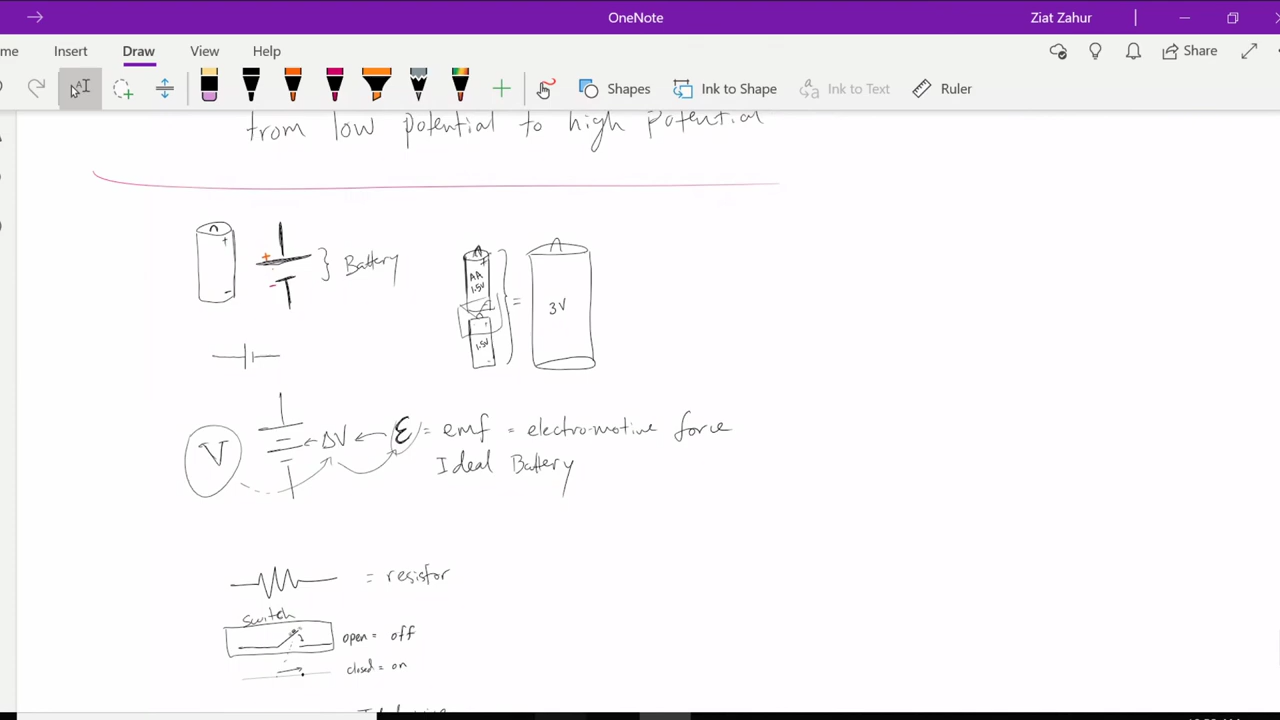 OneNote
Ziat Zahur
Insert Draw View Help
Share
Shapes Ink to Shape Ink to Text Ruler
from low potential to high Potential
+
-
+
-
Battery
+
AA
1.5V
1.5V
=
3V
V
ΔV
ε = emf = electro-motive force
Ideal Battery
= resistor
switch
open = off
closed = on